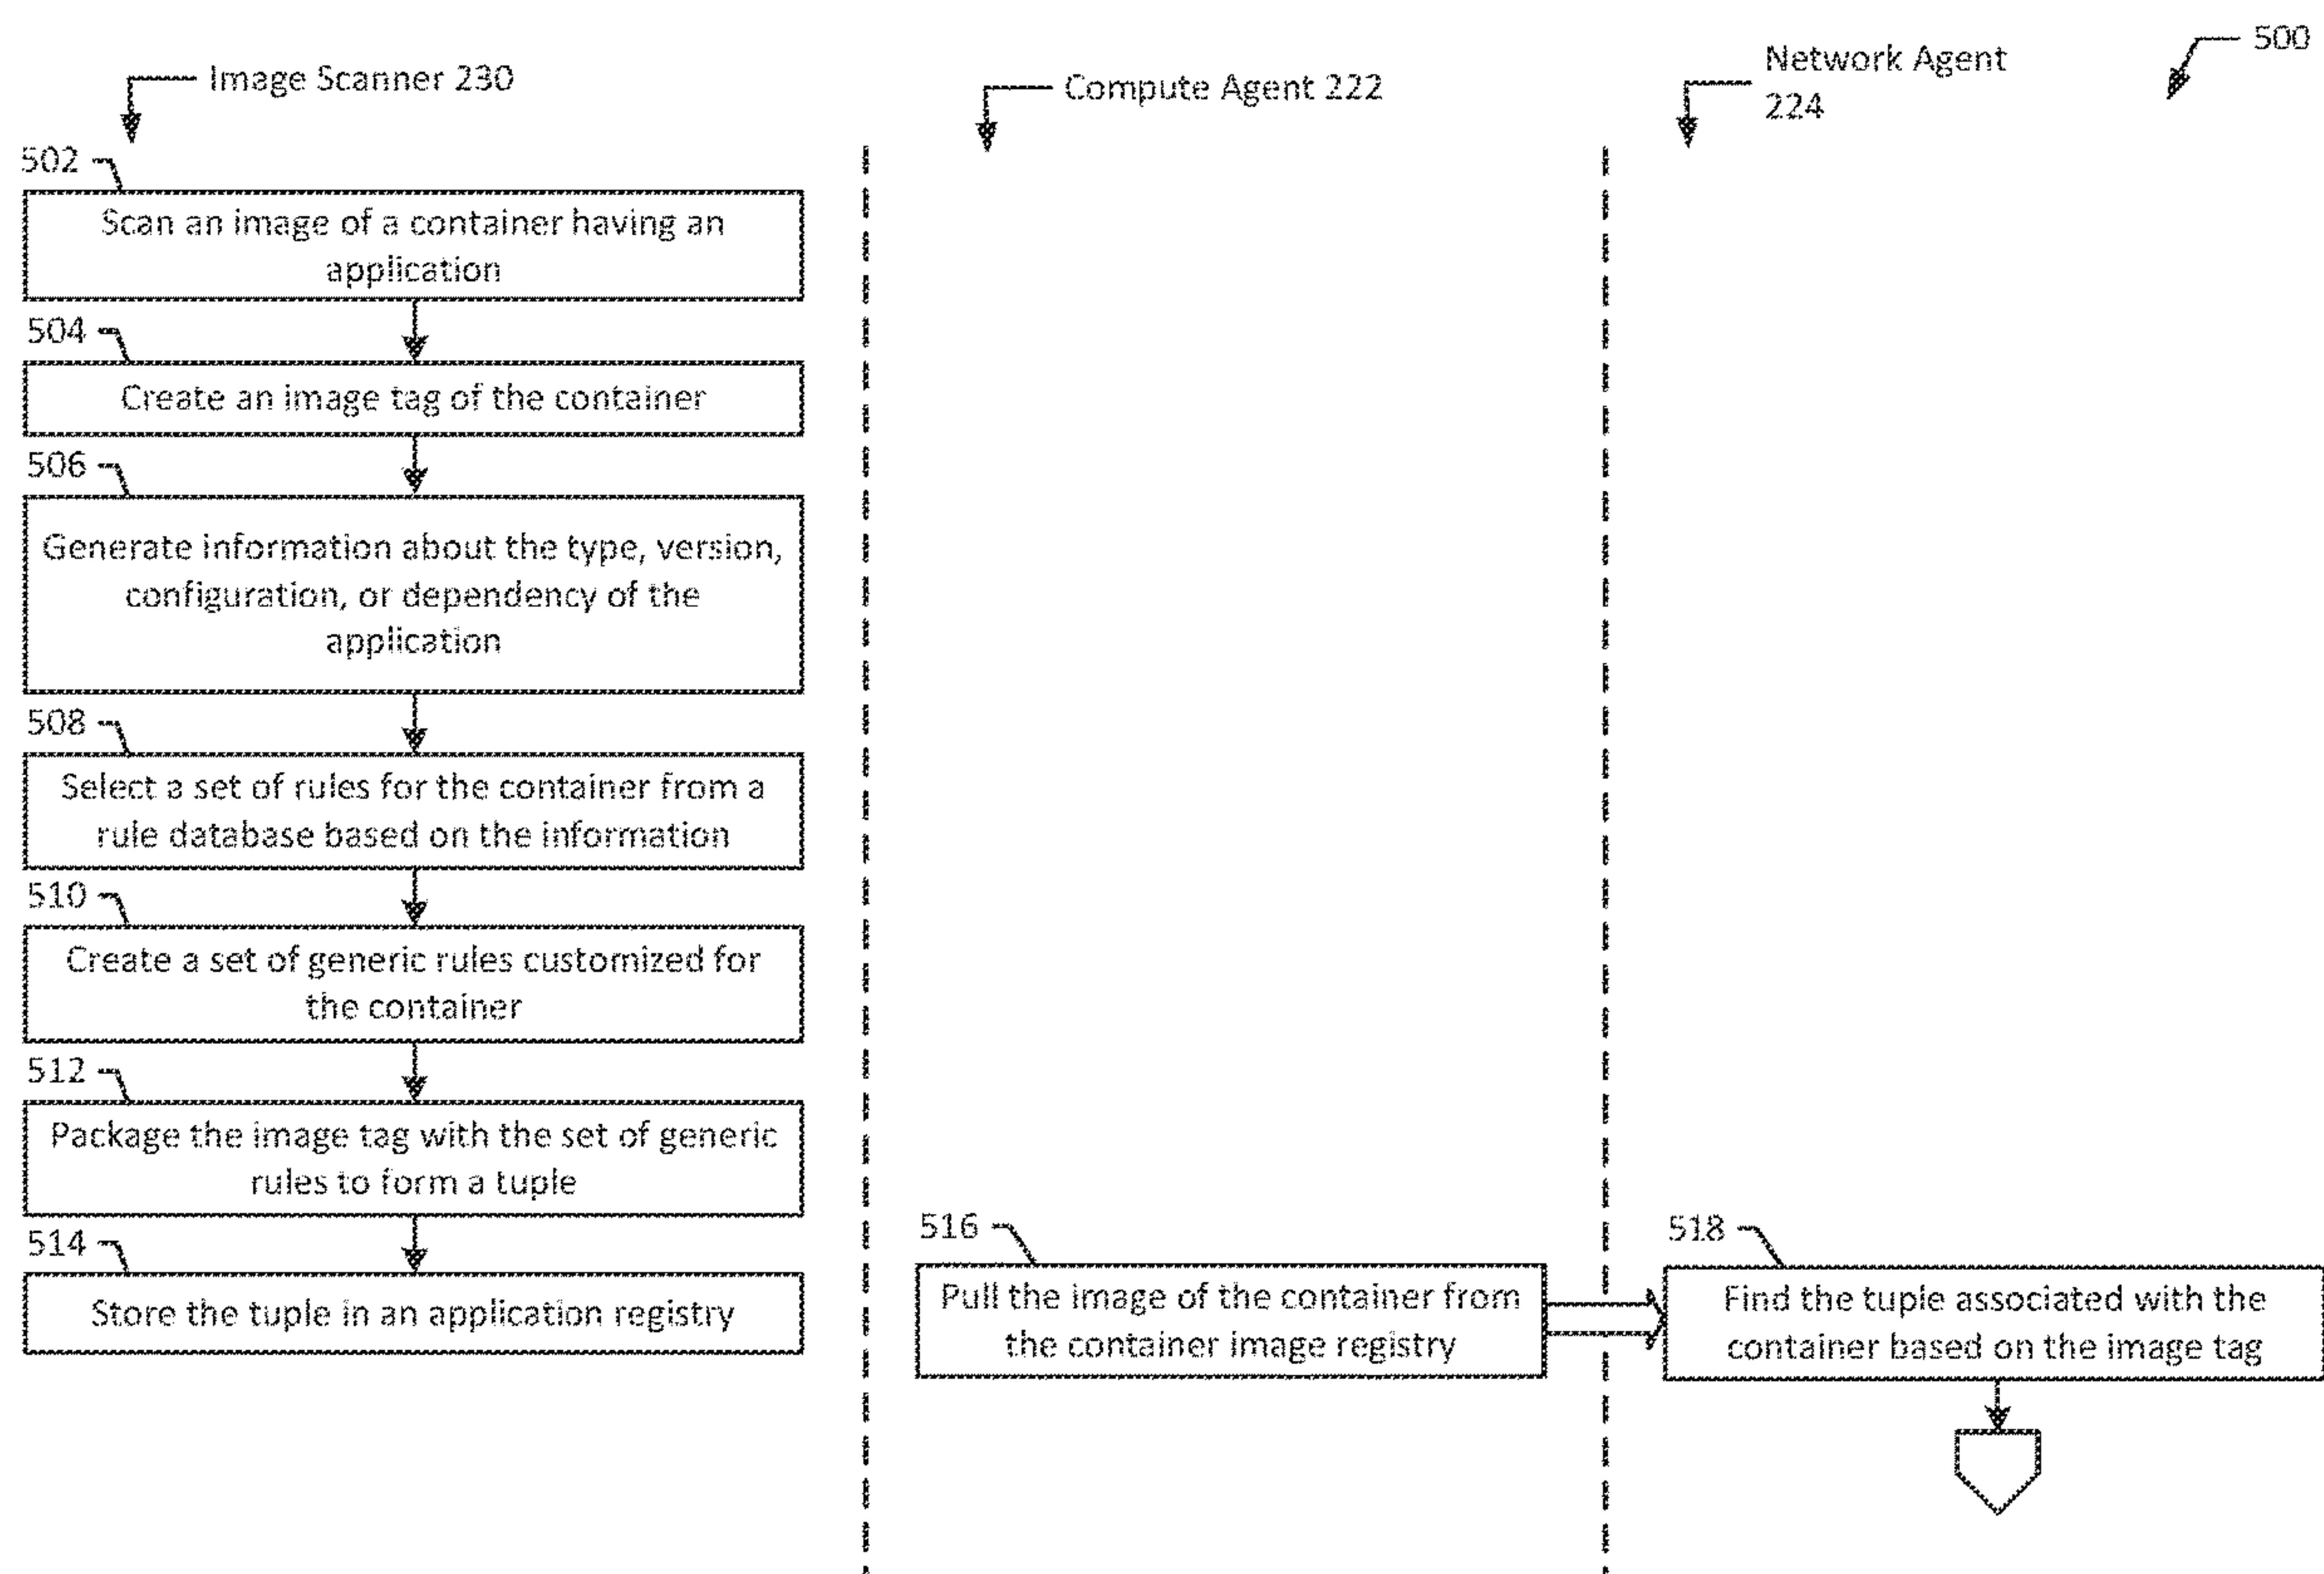 500
Image Scanner 230
Compute Agent 222
Network Agent
224
502
Scan an image of a container having an
application
504
Create an image tag of the container
506
Generate information about the type, version,
configuration, or dependency of the
application
508
Select a set of rules for the container from a
rule database based on the information
510
Create a set of generic rules customized for
the container
512
Package the image tag with the set of generic
rules to form a tuple
514
Store the tuple in an application registry
516
Pull the image of the container from
the container image registry
518
Find the tuple associated with the
container based on the image tag